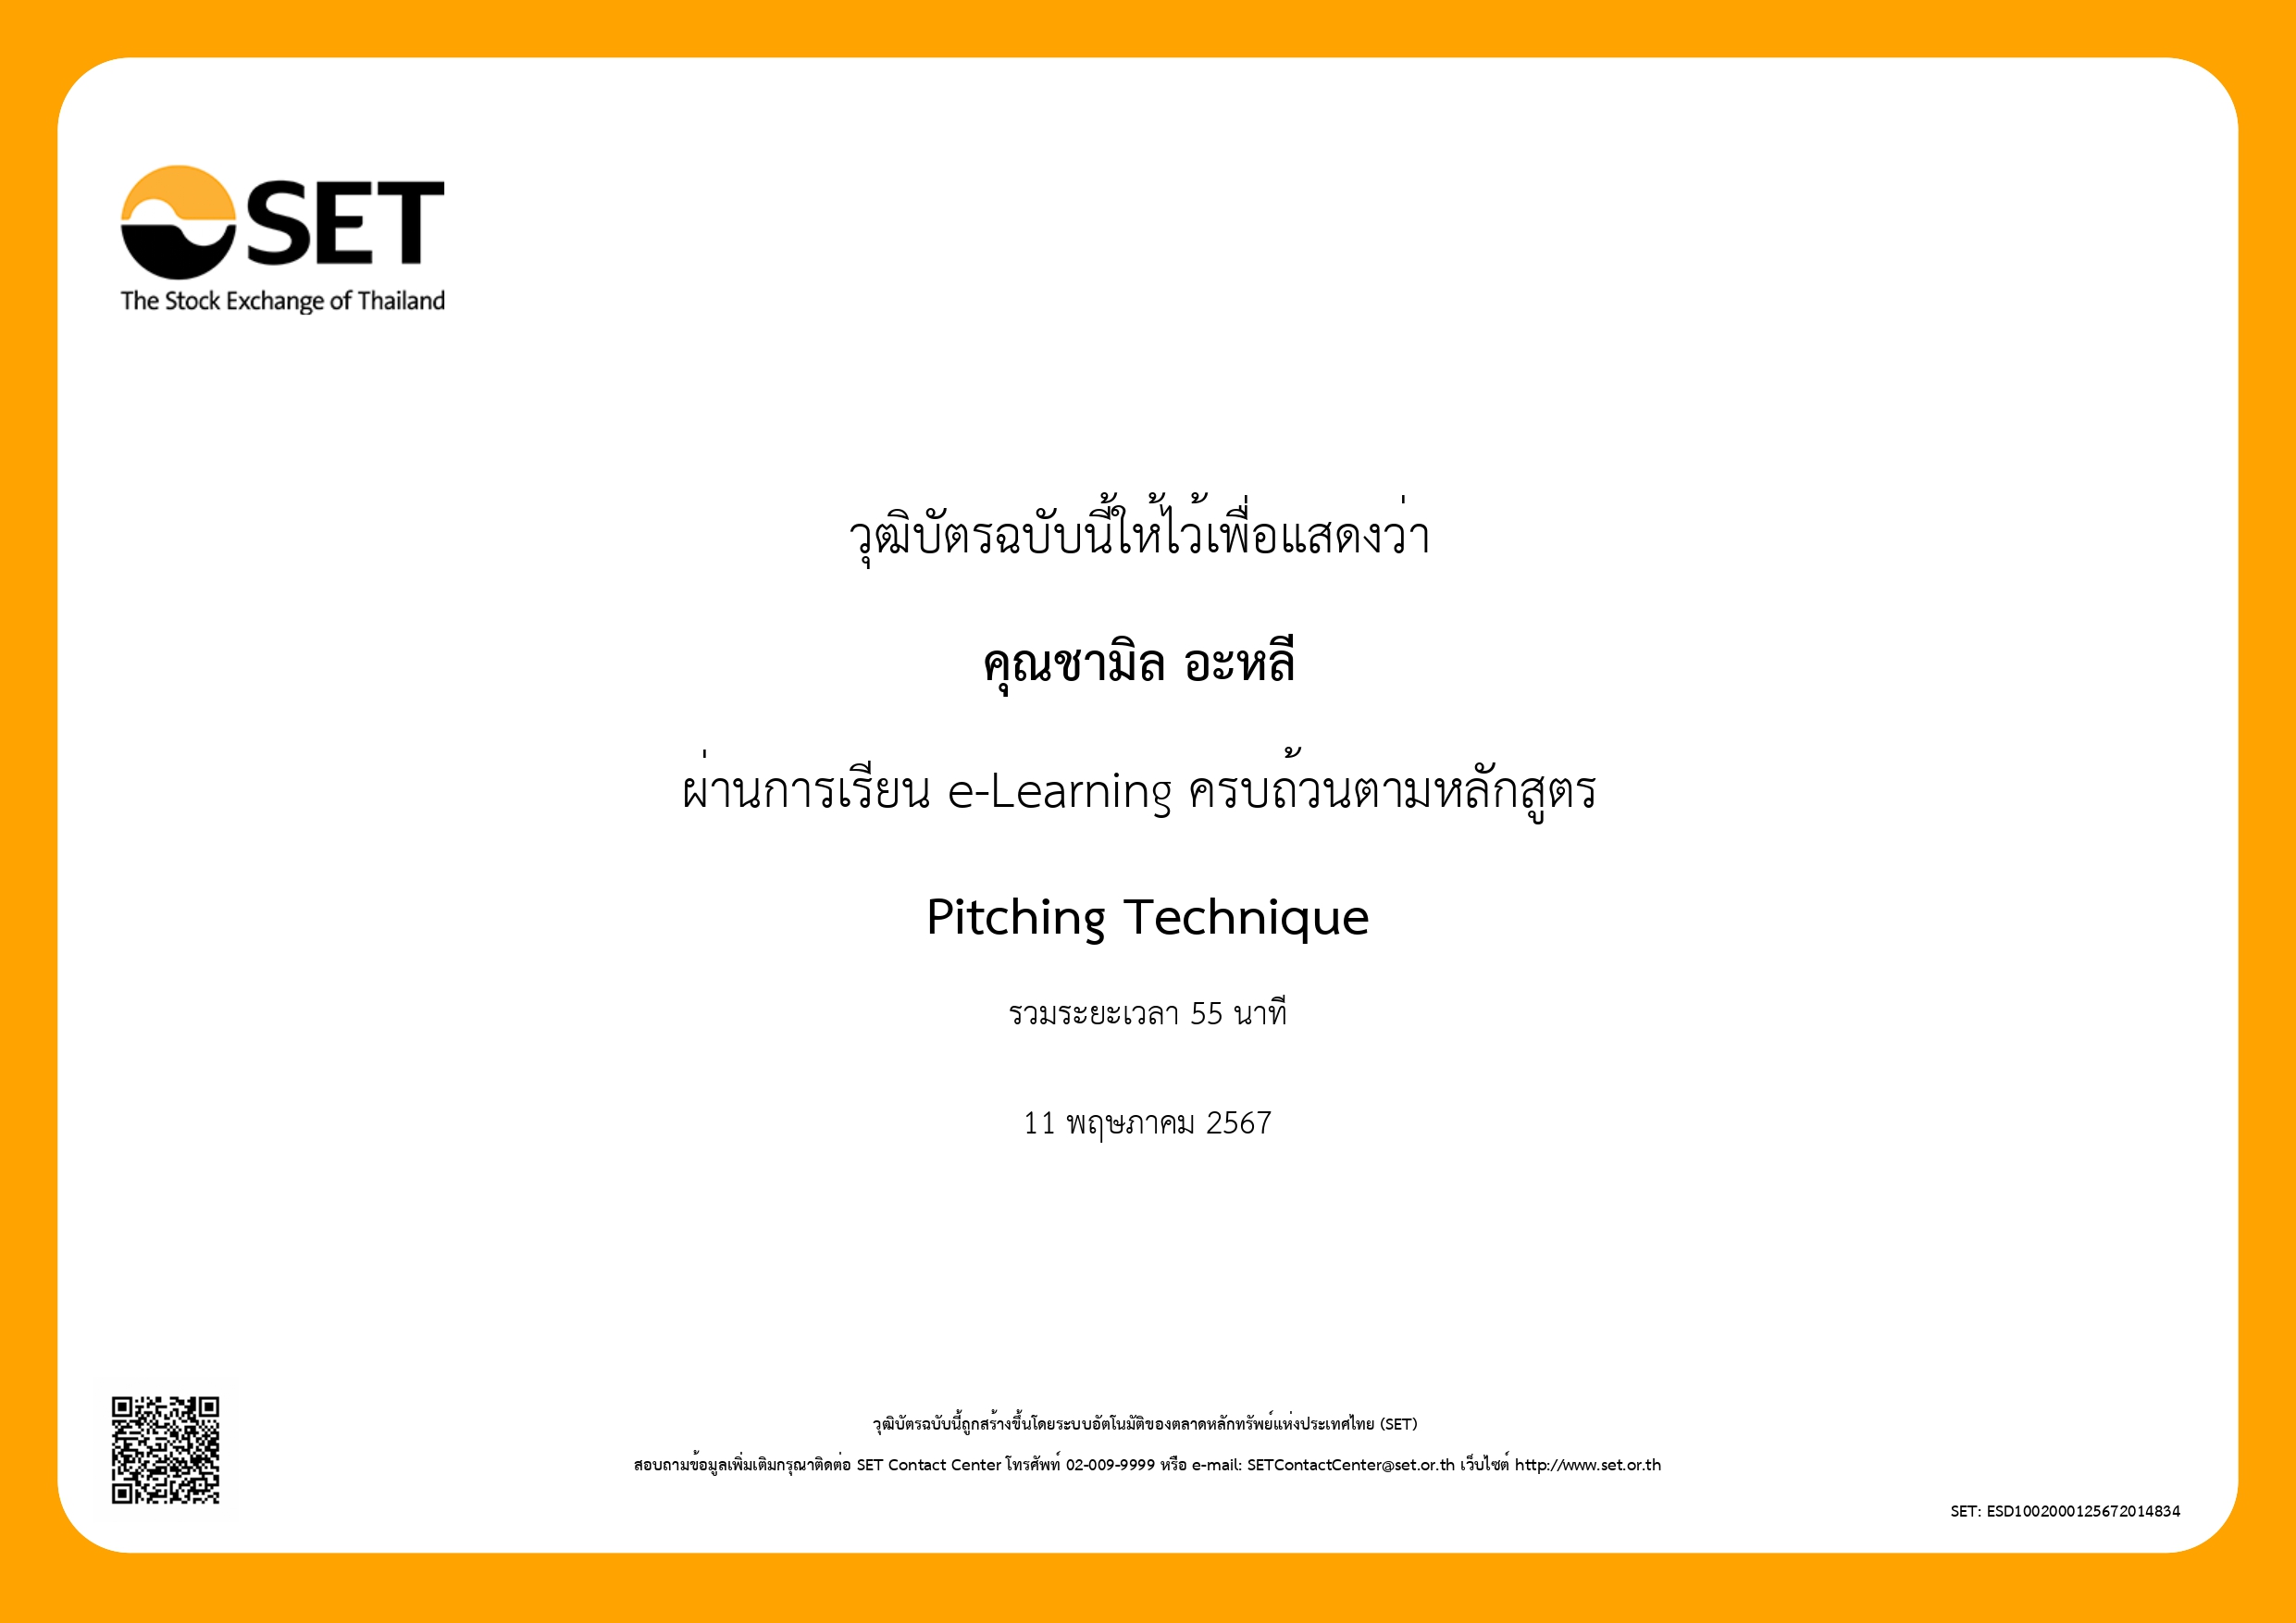 SET
The Stock Exchange of Thailand
วุฒิบัตรฉบับนี้ให้ไว้เพื่อแสดงว่า
คุณชามิล อะหลี
ผ่านการเรียน e-Learning ครบถ้วนตามหลักสูตร
Pitching Technique
รวมระยะเวลา 55 นาที
11 พฤษภาคม 2567
วุฒิบัตรฉบับนี้ถูกสร้างขึ้นโดยระบบอัตโนมัติของตลาดหลักทรัพย์แห่งประเทศไทย (SET)
สอบถามข้อมูลเพิ่มเติมกรุณาติดต่อ SET Contact Center โทรศัพท์ 02-009-9999 หรือ e-mail: SETContactCenter@set.or.th เว็บไซต์ http://www.set.or.th
SET: ESD1002000125672014834